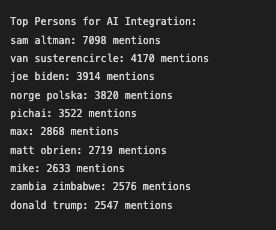 Top Persons for AI Integration:
sam altman: 7098 mentions
van susterencircle: 4170 mentions
joe biden: 3914 mentions
norge polska: 3820 mentions
pichai: 3522 mentions
max: 2868 mentions
matt obrien: 2719 mentions
mike: 2633 mentions
zambia zimbabwe: 2576 mentions
donald trump: 2547 mentions